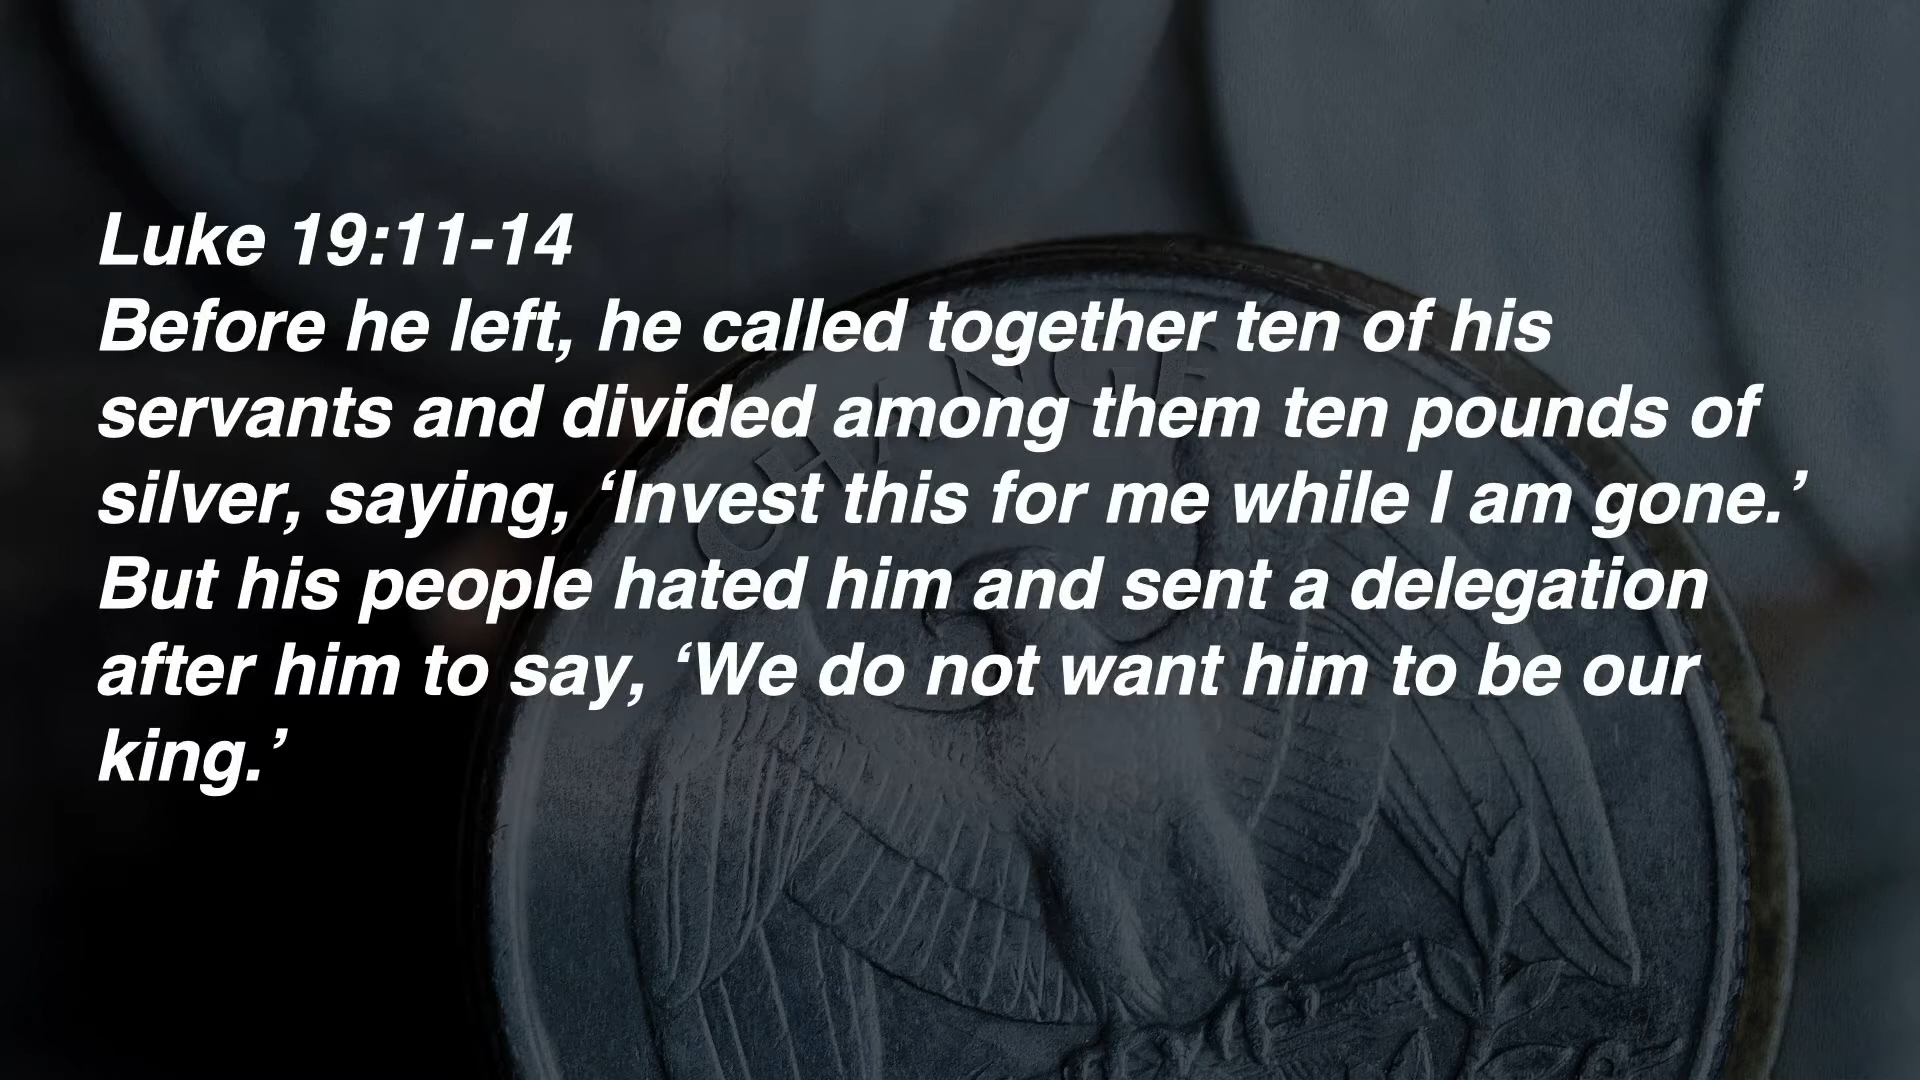 Luke 19:11-14
Before he left, he called together ten of his
servants and divided among them ten pounds of
silver, saying, ‘Invest this for me while I am gone.’
But his people hated him and sent a delegation
after him to say, ‘We do not want him to be our
king.’
CHANGE